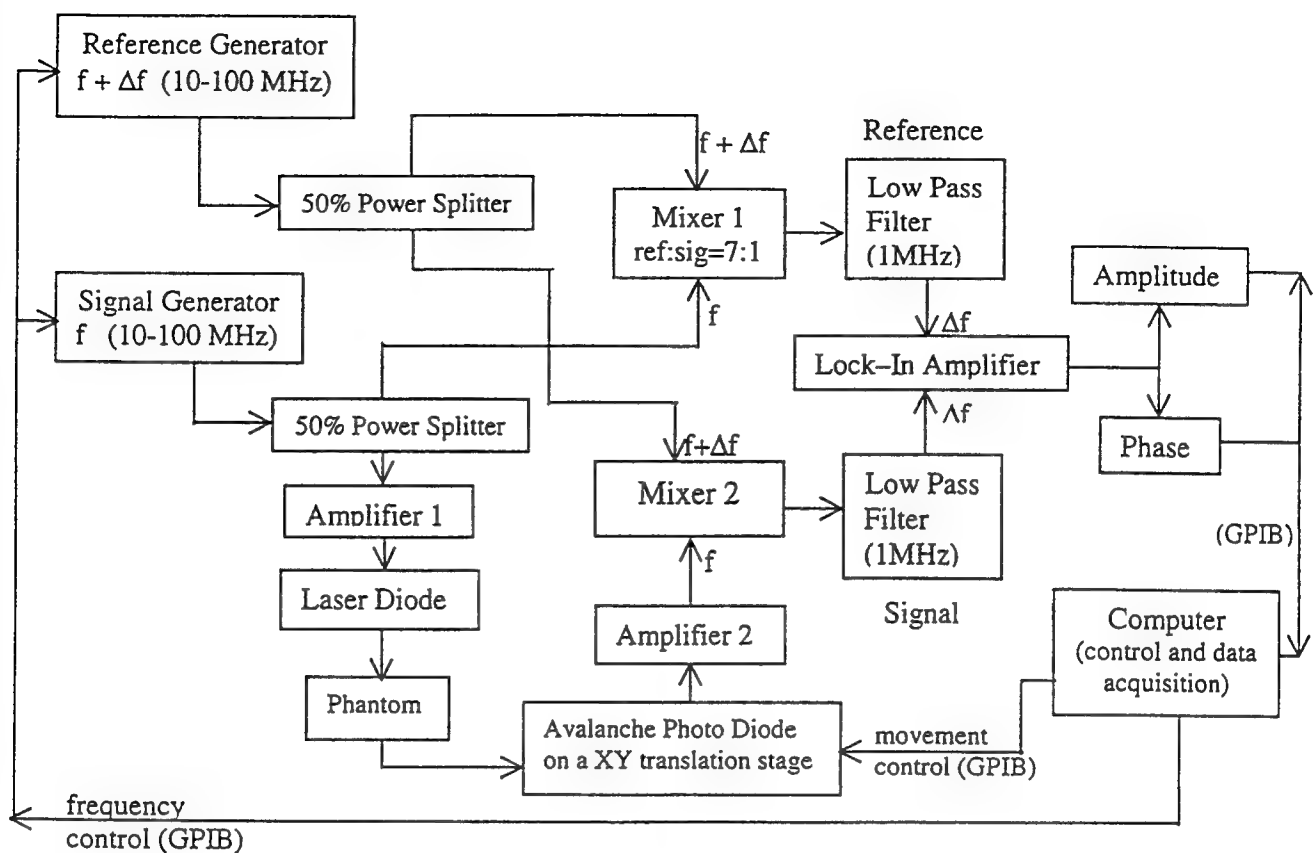 Reference Generator
f + Δf (10-100 MHz)
50% Power Splitter
f + Δf
Mixer 1
ref:sig=7:1
f
Reference
Low Pass
Filter
(1MHz)
Δf
Amplitude
Signal Generator
f (10-100 MHz)
Lock–In Amplifier
50% Power Splitter
Λf
Phase
f+Δf
Mixer 2
Low Pass
Filter
(1MHz)
Signal
Amplifier 1
f
(GPIB)
Laser Diode
Amplifier 2
Computer
(control and data
acquisition)
Phantom
Avalanche Photo Diode
on a XY translation stage
movement
control (GPIB)
frequency
control (GPIB)